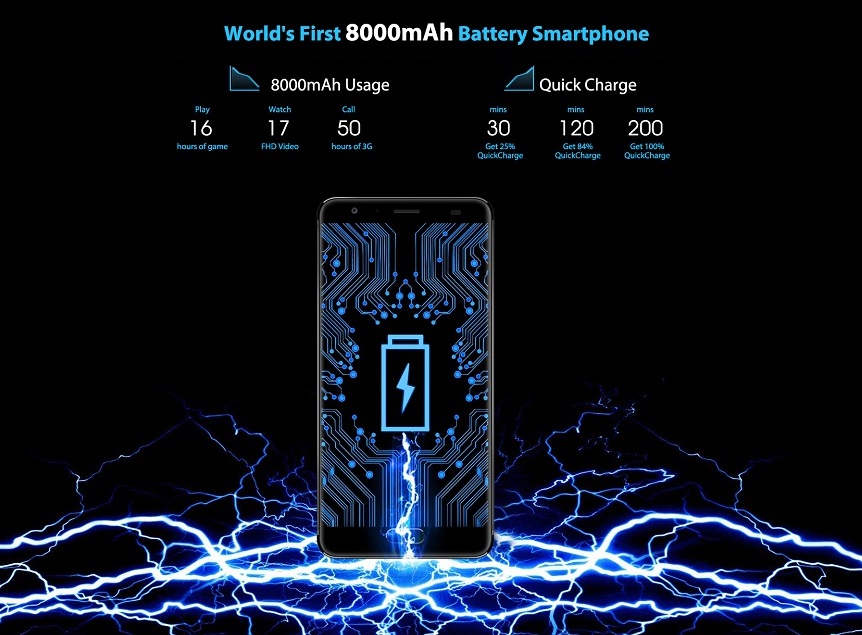 World's First 8000mAh Battery Smartphone
8000mAh Usage
Play Watch Call
16 17 50
hours of game FHD Video hours of 3G
Quick Charge
mins mins mins
30 120 200
Get 25% Get 84% Get 100%
QuickCharge QuickCharge QuickCharge